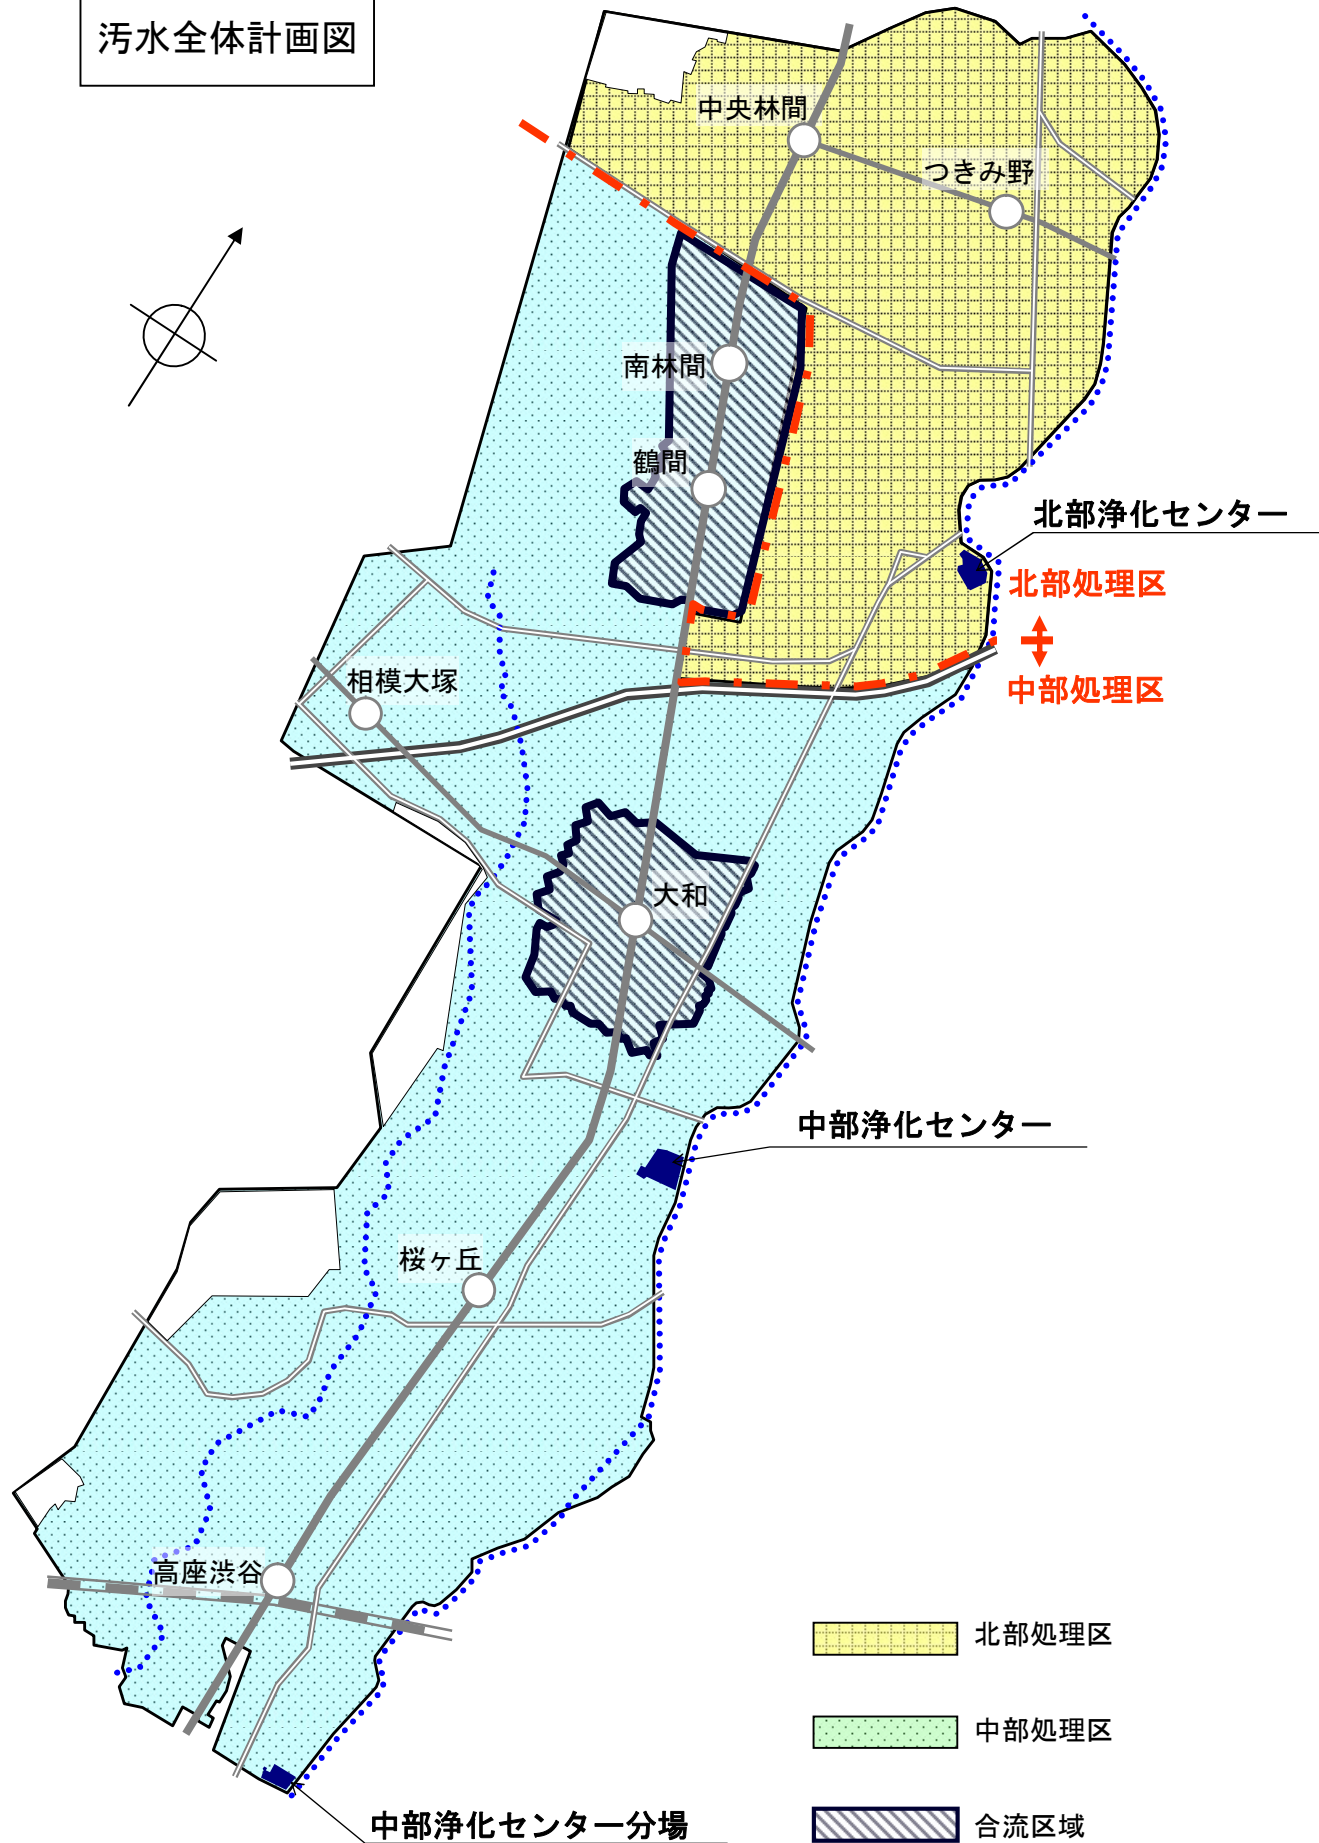 汚水全体計画図
中央林間
つきみ野
南林間
鶴間
北部浄化センター
北部処理区
中部処理区
相模大塚
大和
中部浄化センター
桜ヶ丘
高座渋谷
北部処理区
中部処理区
中部浄化センター分場
合流区域